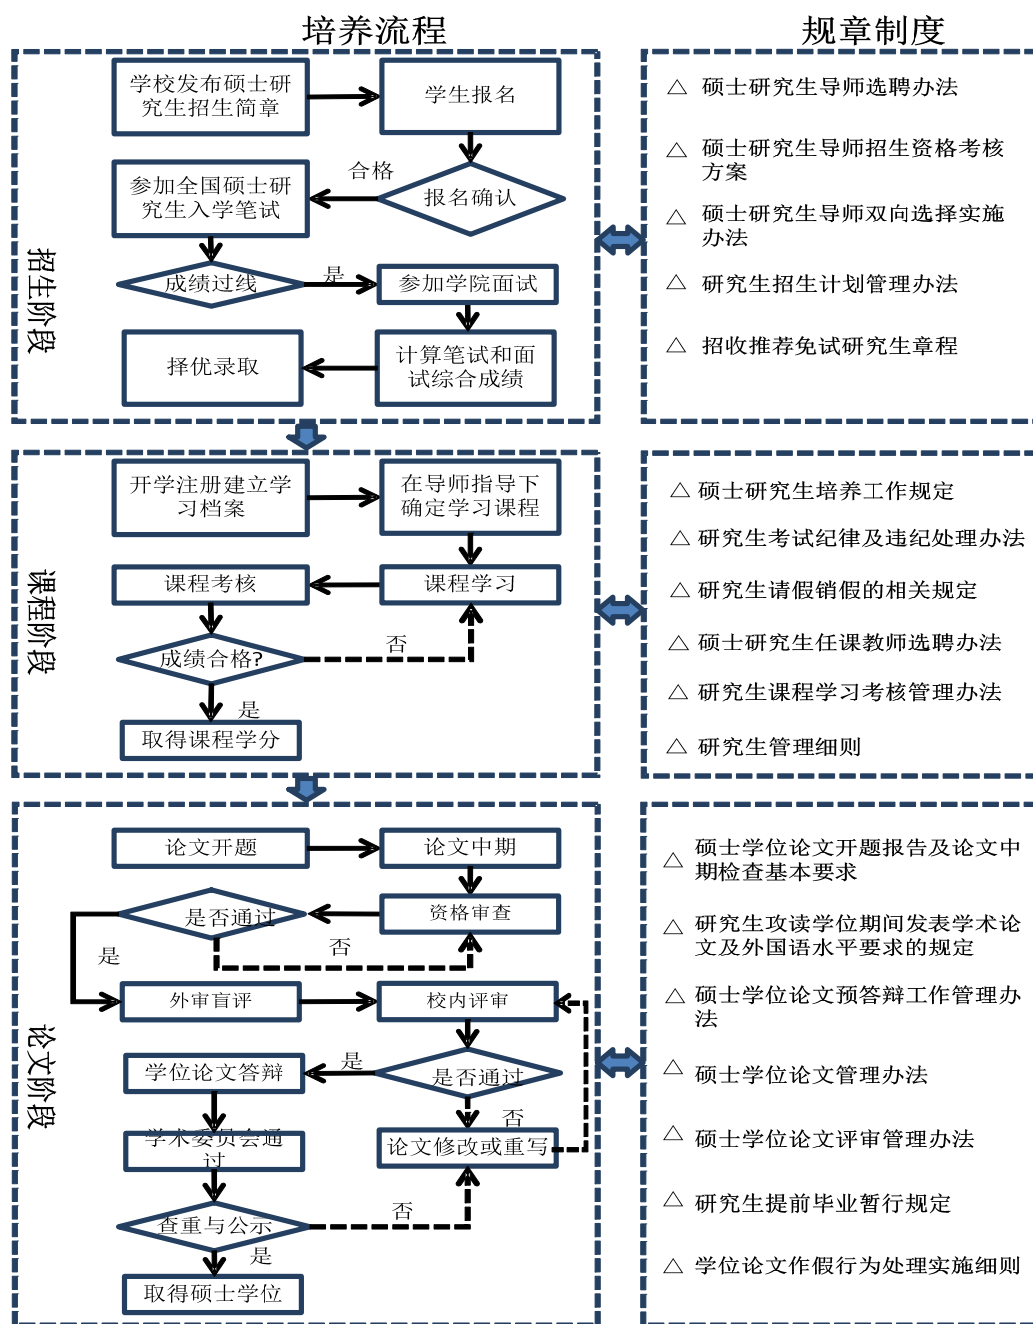 培养流程
规章制度
招生阶段
学校发布硕士研
究生招生简章
学生报名
合格
报名确认
参加全国硕士研
究生入学笔试
成绩过线
是
参加学院面试
计算笔试和面
试综合成绩
择优录取
△ 硕士研究生导师选聘办法
△ 硕士研究生导师招生资格考核
方案
△ 硕士研究生导师双向选择实施
办法
△ 研究生招生计划管理办法
△ 招收推荐免试研究生章程
课程阶段
开学注册建立学
习档案
在导师指导下
确定学习课程
课程考核
课程学习
成绩合格?
否
是
取得课程学分
△ 硕士研究生培养工作规定
△ 研究生考试纪律及违纪处理办法
△ 研究生请假销假的相关规定
△ 硕士研究生任课教师选聘办法
△ 研究生课程学习考核管理办法
△ 研究生管理细则
论文阶段
论文开题
论文中期
是否通过
资格审查
否
是
外审盲评
校内评审
是
学位论文答辩
是否通过
否
学术委员会通
过
论文修改或重写
查重与公示
否
是
取得硕士学位
△ 硕士学位论文开题报告及论文中
期检查基本要求
△ 研究生攻读学位期间发表学术论
文及外国语水平要求的规定
△ 硕士学位论文预答辩工作管理办
法
△ 硕士学位论文管理办法
△ 硕士学位论文评审管理办法
△ 研究生提前毕业暂行规定
△ 学位论文作假行为处理实施细则